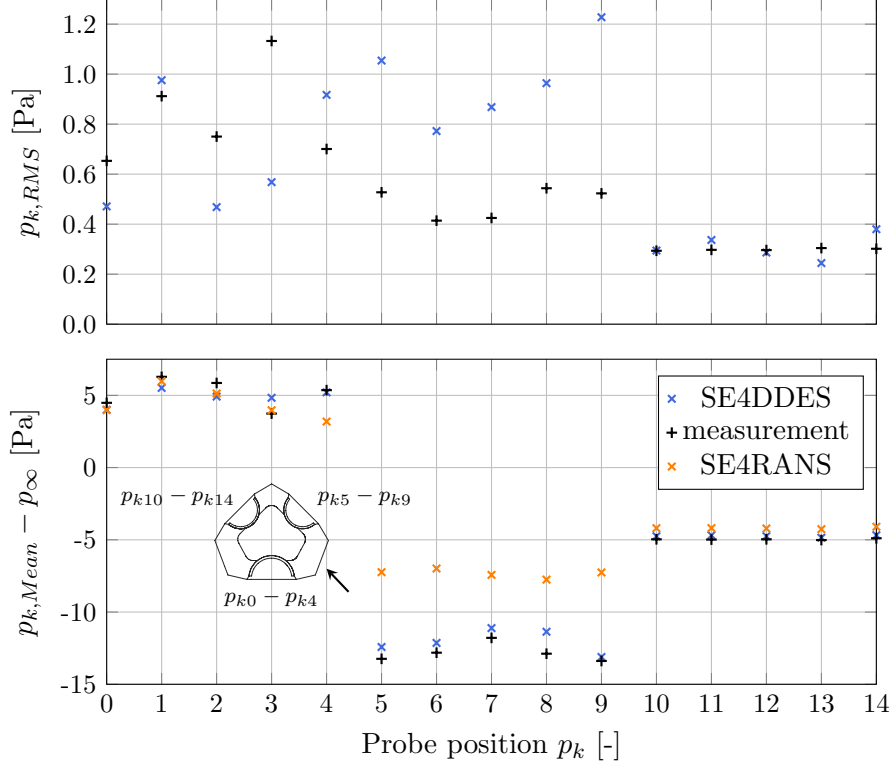 1.2
1.0
0.8
0.6
0.4
0.2
0.0
p_{k,RMS} [Pa]
5
0
-5
-10
-15
p_{k,Mean} − p_∞ [Pa]
SE4DDES
measurement
SE4RANS
p_{k10} − p_{k14}
p_{k5} − p_{k9}
p_{k0} − p_{k4}
0 1 2 3 4 5 6 7 8 9 10 11 12 13 14
Probe position p_k [-]